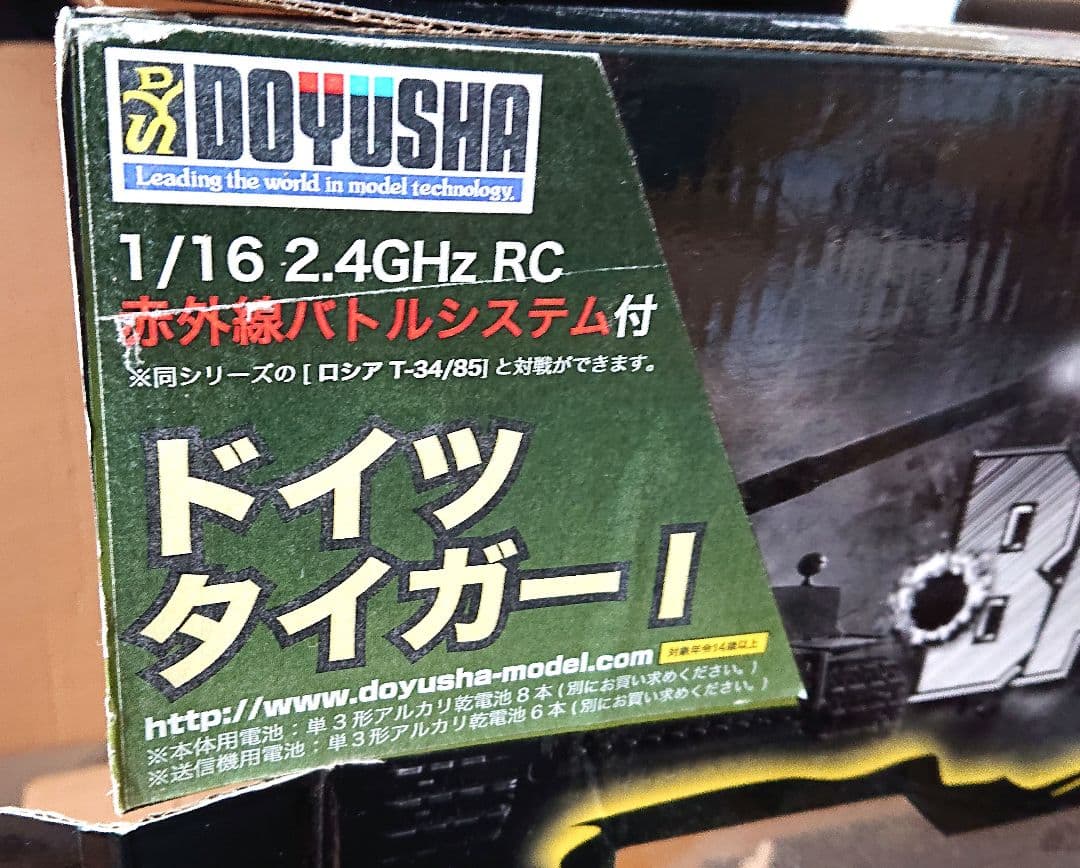 SYD DOYUSHA
Leading the world in model technology.
1/16 2.4GHz RC
赤外線バトルシステム付
※同シリーズの [ ロシア T-34/85] と対戦ができます。
ドイツ
タイガーI
http://www.doyusha-model.com 対象年令14歳以上
※本体用電池：単3形アルカリ乾電池8本(別にお買い求めください。)
※送信機用電池：単3形アルカリ乾電池6本(別にお買い求めください。)
B